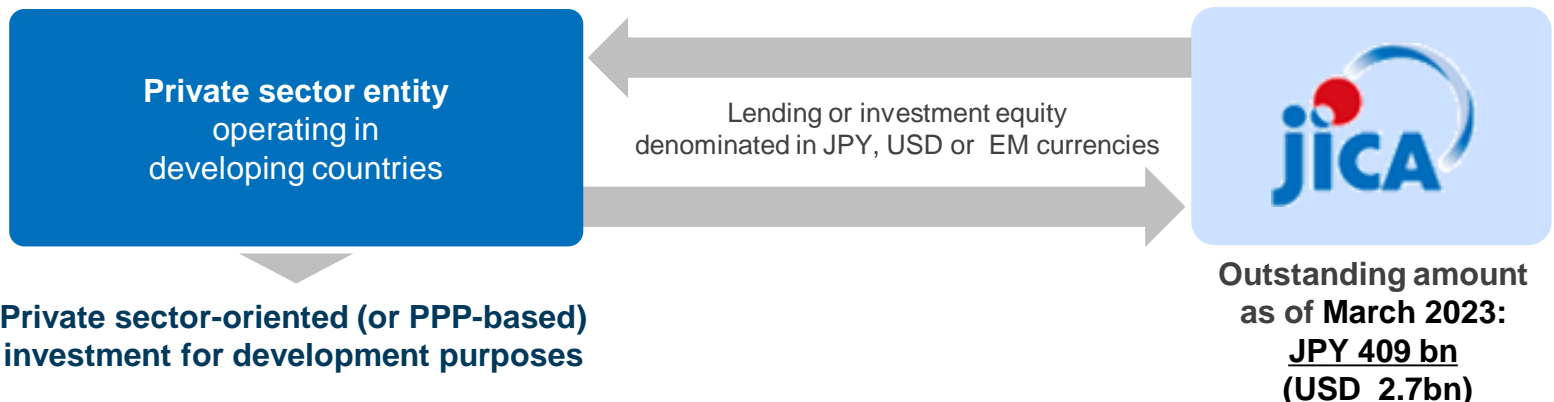 Private sector entity
operating in
developing countries
Lending or investment equity
denominated in JPY, USD or EM currencies
jICA
Private sector-oriented (or PPP-based)
investment for development purposes
Outstanding amount
as of March 2023:
JPY 409 bn
(USD 2.7bn)